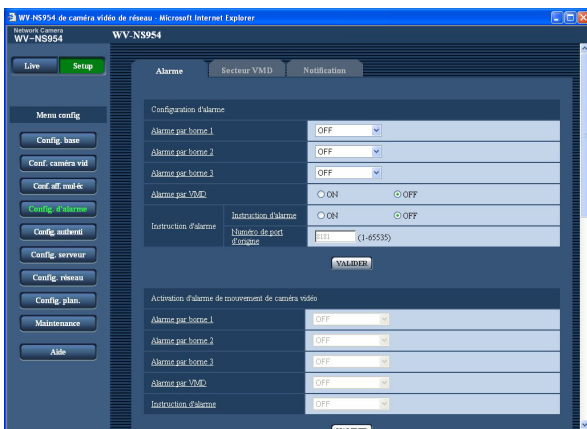 WV-NS954 de caméra vidéo de réseau - Microsoft Internet Explorer
Network Camera
WV-NS954
WV-NS954
Live
Setup
Alarme
Secteur VMD
Notification
Menu config
Config. base
Conf. caméra vid
Conf. aff. mul-éc
Config. d'alarme
Config. authenti
Config. serveur
Config. réseau
Config. plan.
Maintenance
Aide
Configuration d'alarme
Alarme par borne 1
OFF
Alarme par borne 2
OFF
Alarme par borne 3
OFF
Alarme par VMD
ON
OFF
Instruction d'alarme
Instruction d'alarme
ON
OFF
Numéro de port d'origine
8181
(1-65535)
VALIDER
Activation d'alarme de mouvement de caméra vidéo
Alarme par borne 1
OFF
Alarme par borne 2
OFF
Alarme par borne 3
OFF
Alarme par VMD
OFF
Instruction d'alarme
OFF